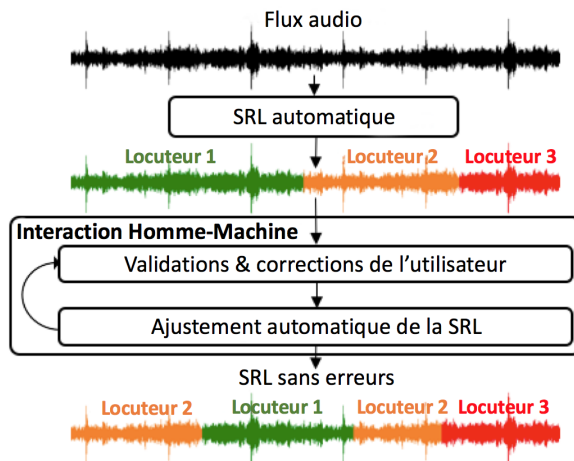 Flux audio
SRL automatique
Locuteur 1 Locuteur 2 Locuteur 3
Interaction Homme-Machine
Validations & corrections de l'utilisateur
Ajustement automatique de la SRL
SRL sans erreurs
Locuteur 2 Locuteur 1 Locuteur 2 Locuteur 3